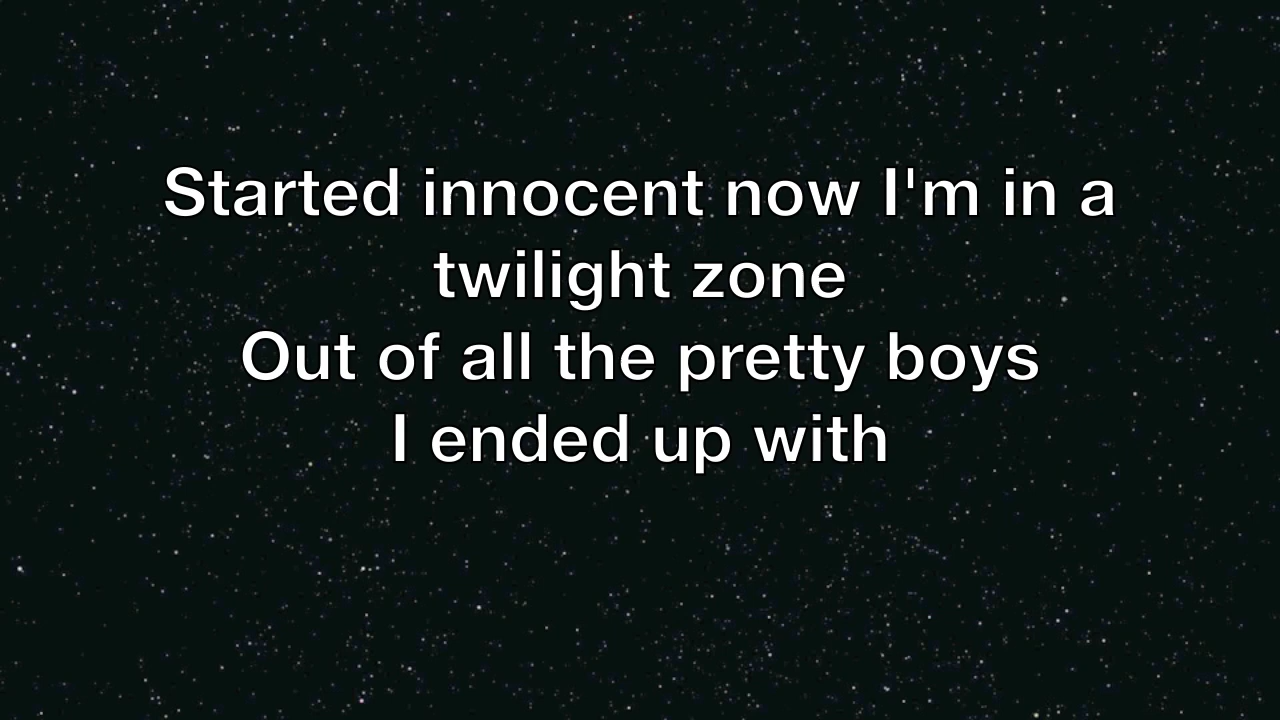 Started innocent now I'm in a
twilight zone
Out of all the pretty boys
I ended up with